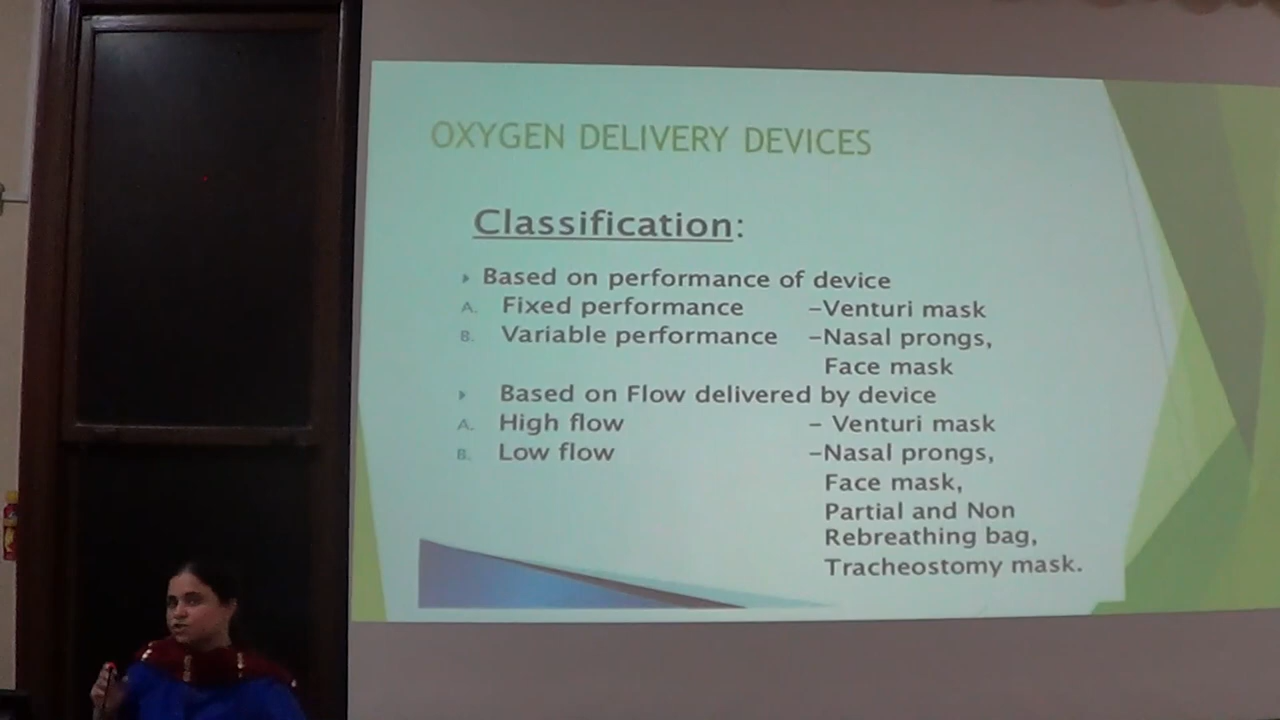 OXYGEN DELIVERY DEVICES
Classification:
Based on performance of device
A. Fixed performance –Venturi mask
B. Variable performance –Nasal prongs,
Face mask
Based on Flow delivered by device
A. High flow – Venturi mask
B. Low flow –Nasal prongs,
Face mask,
Partial and Non
Rebreathing bag,
Tracheostomy mask.